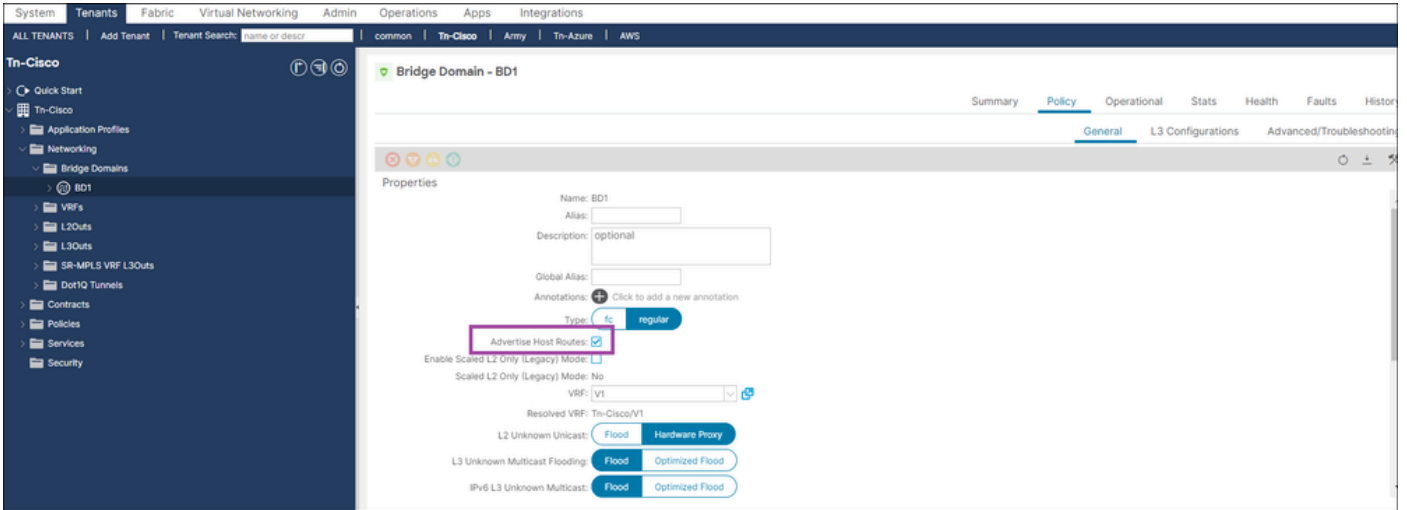 System Tenants Fabric Virtual Networking Admin Operations Apps Integrations
ALL TENANTS | Add Tenant | Tenant Search: name or descr | common | Tn-Cisco | Army | Tn-Azure | AWS
Tn-Cisco
Quick Start
Tn-Cisco
Application Profiles
Networking
Bridge Domains
BD1
VRFs
L2Outs
L3Outs
SR-MPLS VRF L3Outs
Dot1Q Tunnels
Contracts
Policies
Services
Security
Bridge Domain - BD1
Summary Policy Operational Stats Health Faults History
General L3 Configurations Advanced/Troubleshooting
Properties
Name: BD1
Alias:
Description: optional
Global Alias:
Annotations: Click to add a new annotation
Type: fc regular
Advertise Host Routes:
Enable Scaled L2 Only (Legacy) Mode:
Scaled L2 Only (Legacy) Mode: No
VRF: V1
Resolved VRF: Tn-Cisco/V1
L2 Unknown Unicast: Flood Hardware Proxy
L3 Unknown Multicast Flooding: Flood Optimized Flood
IPv6 L3 Unknown Multicast: Flood Optimized Flood